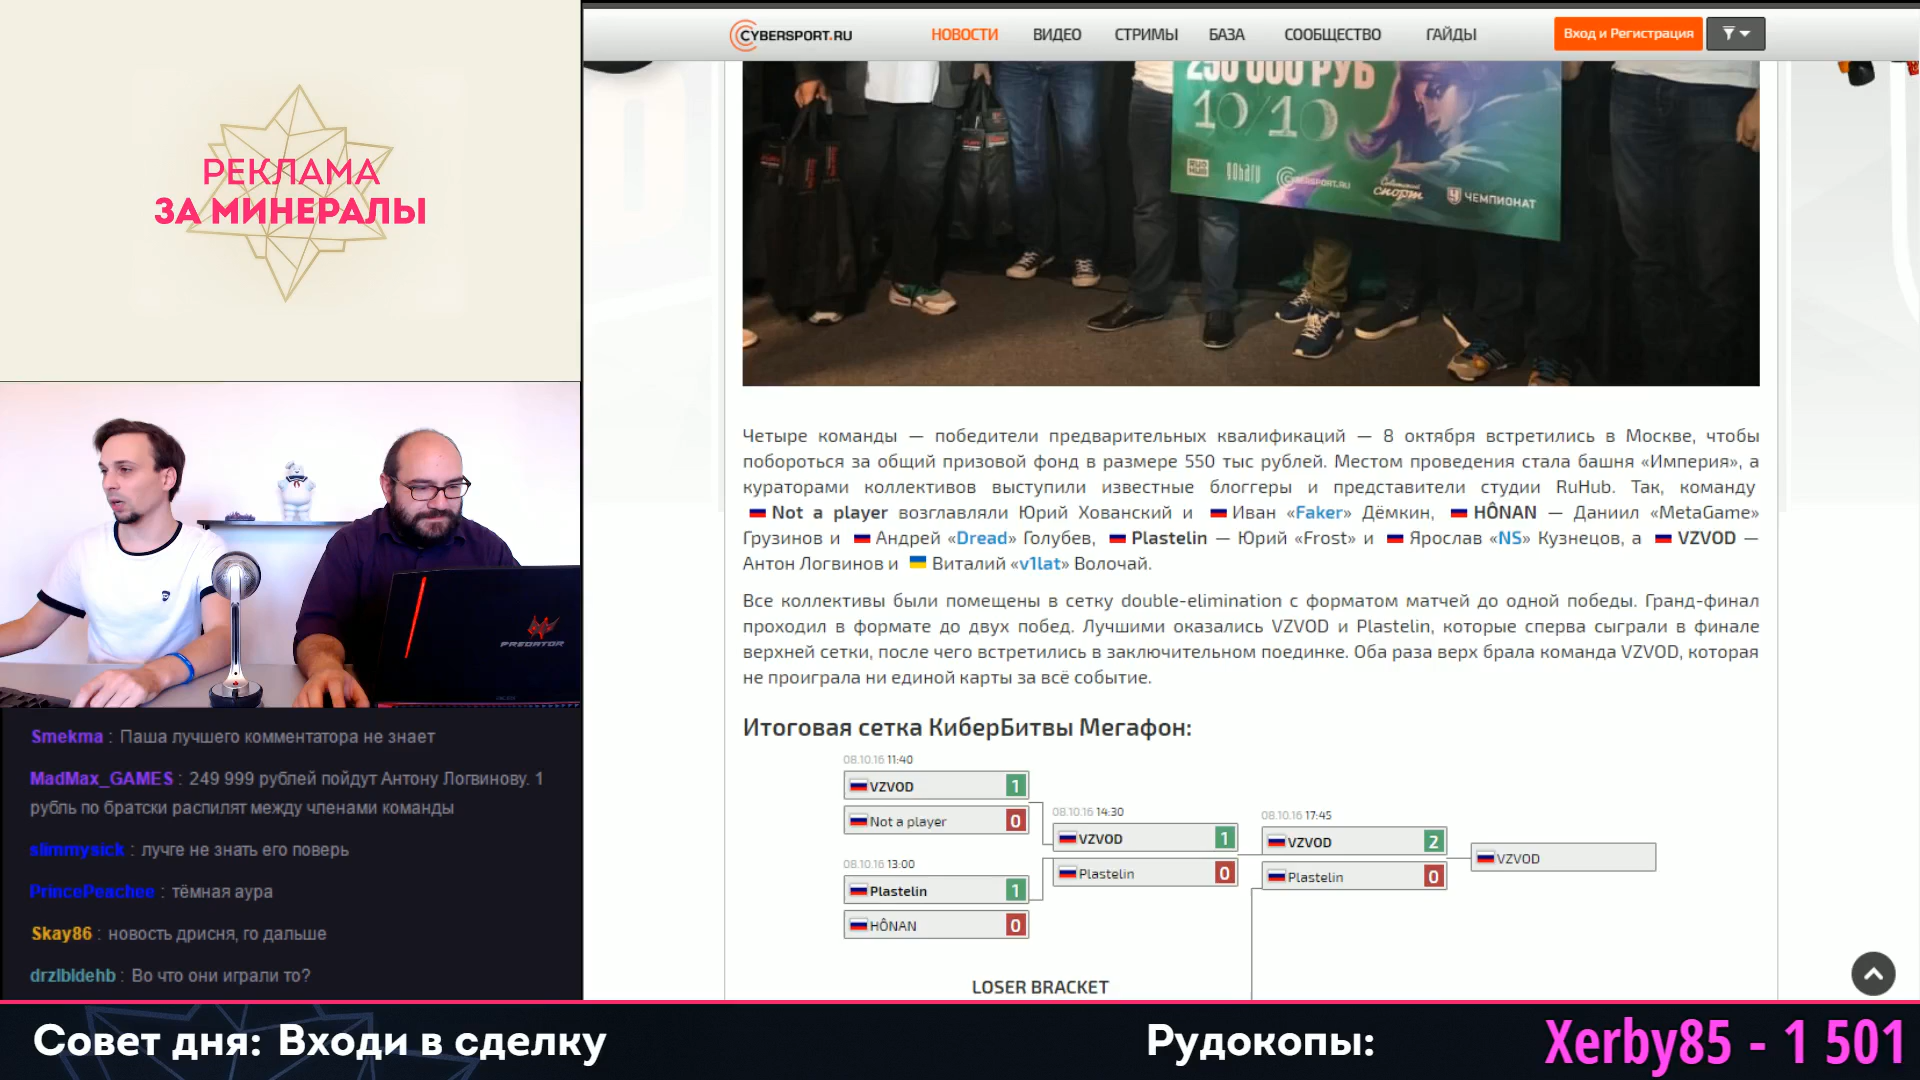 РЕКЛАМА
ЗА МИНЕРАЛЫ
PREDATOR
Smekma : Паша лучшего комментатора не знает
MadMax_GAMES : 249 999 рублей пойдут Антону Логвинову. 1
рубль по братски распилят между членами команды
slimmysick : лучге не знать его поверь
PrincePeachee : тёмная аура
Skay86 : новость дрисня, го дальше
drzlbldehb : Во что они играли то?
CYBERSPORT.RU
НОВОСТИ
ВИДЕО
СТРИМЫ
БАЗА
СООБЩЕСТВО
ГАЙДЫ
Вход и Регистрация
250 000 РУБ
10/10
RUHUB
CYBERSPORT.RU
Советский спорт
ЧЕМПИОНАТ
Четыре команды — победители предварительных квалификаций — 8 октября встретились в Москве, чтобы
побороться за общий призовой фонд в размере 550 тыс рублей. Местом проведения стала башня «Империя», а
кураторами коллективов выступили известные блоггеры и представители студии RuHub. Так, команду
Not a player возглавляли Юрий Хованский и Иван «Faker» Дёмкин, HÔNAN — Даниил «MetaGame»
Грузинов и Андрей «Dread» Голубев, Plastelin — Юрий «Frost» и Ярослав «NS» Кузнецов, а VZVOD —
Антон Логвинов и Виталий «v1lat» Волочай.
Все коллективы были помещены в сетку double-elimination с форматом матчей до одной победы. Гранд-финал
проходил в формате до двух побед. Лучшими оказались VZVOD и Plastelin, которые сперва сыграли в финале
верхней сетки, после чего встретились в заключительном поединке. Оба раза верх брала команда VZVOD, которая
не проиграла ни единой карты за всё событие.
Итоговая сетка КиберБитвы Мегафон:
08.10.16 11:40
VZVOD 1
Not a player 0
08.10.16 13:00
Plastelin 1
HÔNAN 0
08.10.16 14:30
VZVOD 1
Plastelin 0
08.10.16 17:45
VZVOD 2
Plastelin 0
VZVOD
LOSER BRACKET
Совет дня: Входи в сделку
Рудокопы:
Xerby85 - 1 501